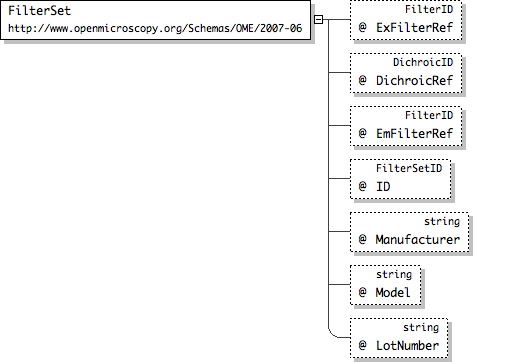 FilterSet
http://www.openmicroscopy.org/Schemas/OME/2007-06
FilterID
@ ExFilterRef
DichroicID
@ DichroicRef
FilterID
@ EmFilterRef
FilterSetID
@ ID
string
@ Manufacturer
string
@ Model
string
@ LotNumber